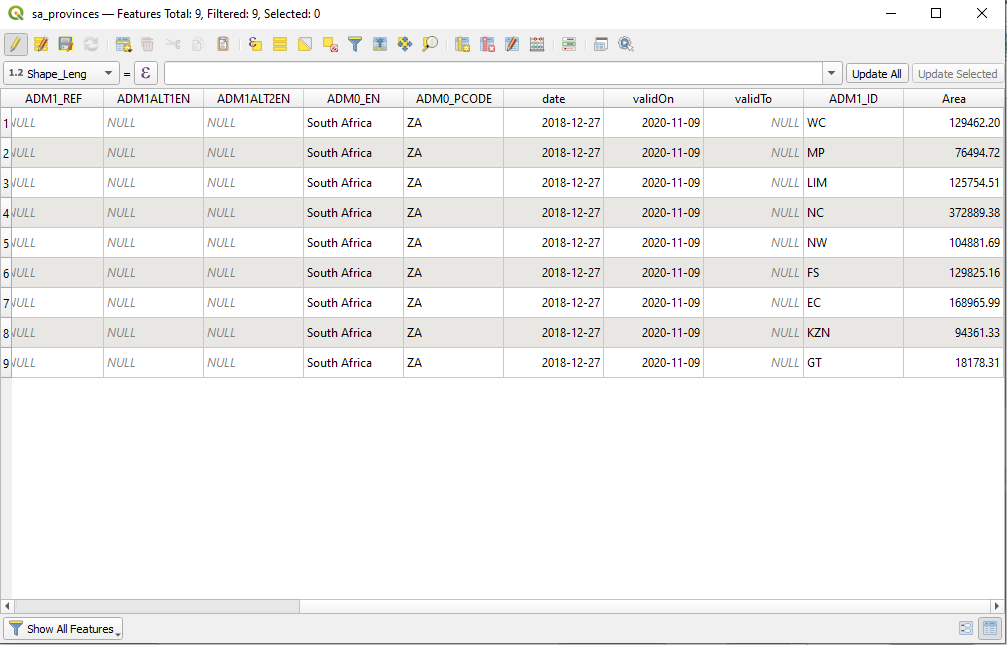 sa_provinces — Features Total: 9, Filtered: 9, Selected: 0
1.2 Shape_Leng = ε Update All Update Selected
ADM1_REF ADM1ALT1EN ADM1ALT2EN ADM0_EN ADM0_PCODE date validOn validTo ADM1_ID Area
1 NULL NULL NULL South Africa ZA 2018-12-27 2020-11-09 NULL WC 129462.20
2 NULL NULL NULL South Africa ZA 2018-12-27 2020-11-09 NULL MP 76494.72
3 NULL NULL NULL South Africa ZA 2018-12-27 2020-11-09 NULL LIM 125754.51
4 NULL NULL NULL South Africa ZA 2018-12-27 2020-11-09 NULL NC 372889.38
5 NULL NULL NULL South Africa ZA 2018-12-27 2020-11-09 NULL NW 104881.69
6 NULL NULL NULL South Africa ZA 2018-12-27 2020-11-09 NULL FS 129825.16
7 NULL NULL NULL South Africa ZA 2018-12-27 2020-11-09 NULL EC 168965.99
8 NULL NULL NULL South Africa ZA 2018-12-27 2020-11-09 NULL KZN 94361.33
9 NULL NULL NULL South Africa ZA 2018-12-27 2020-11-09 NULL GT 18178.31
Show All Features